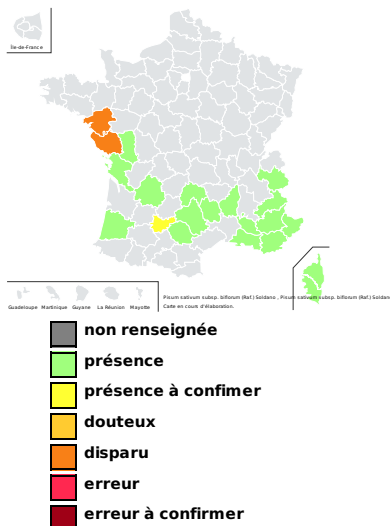 Île-de-France
Guadeloupe Martinique Guyane La Réunion Mayotte
Pisum sativum subsp. biflorum (Raf.) Soldano , Pisum sativum subsp. biflorum (Raf.) Soldano
Carte en cours d'élaboration.
non renseignée
présence
présence à confimer
douteux
disparu
erreur
erreur à confirmer